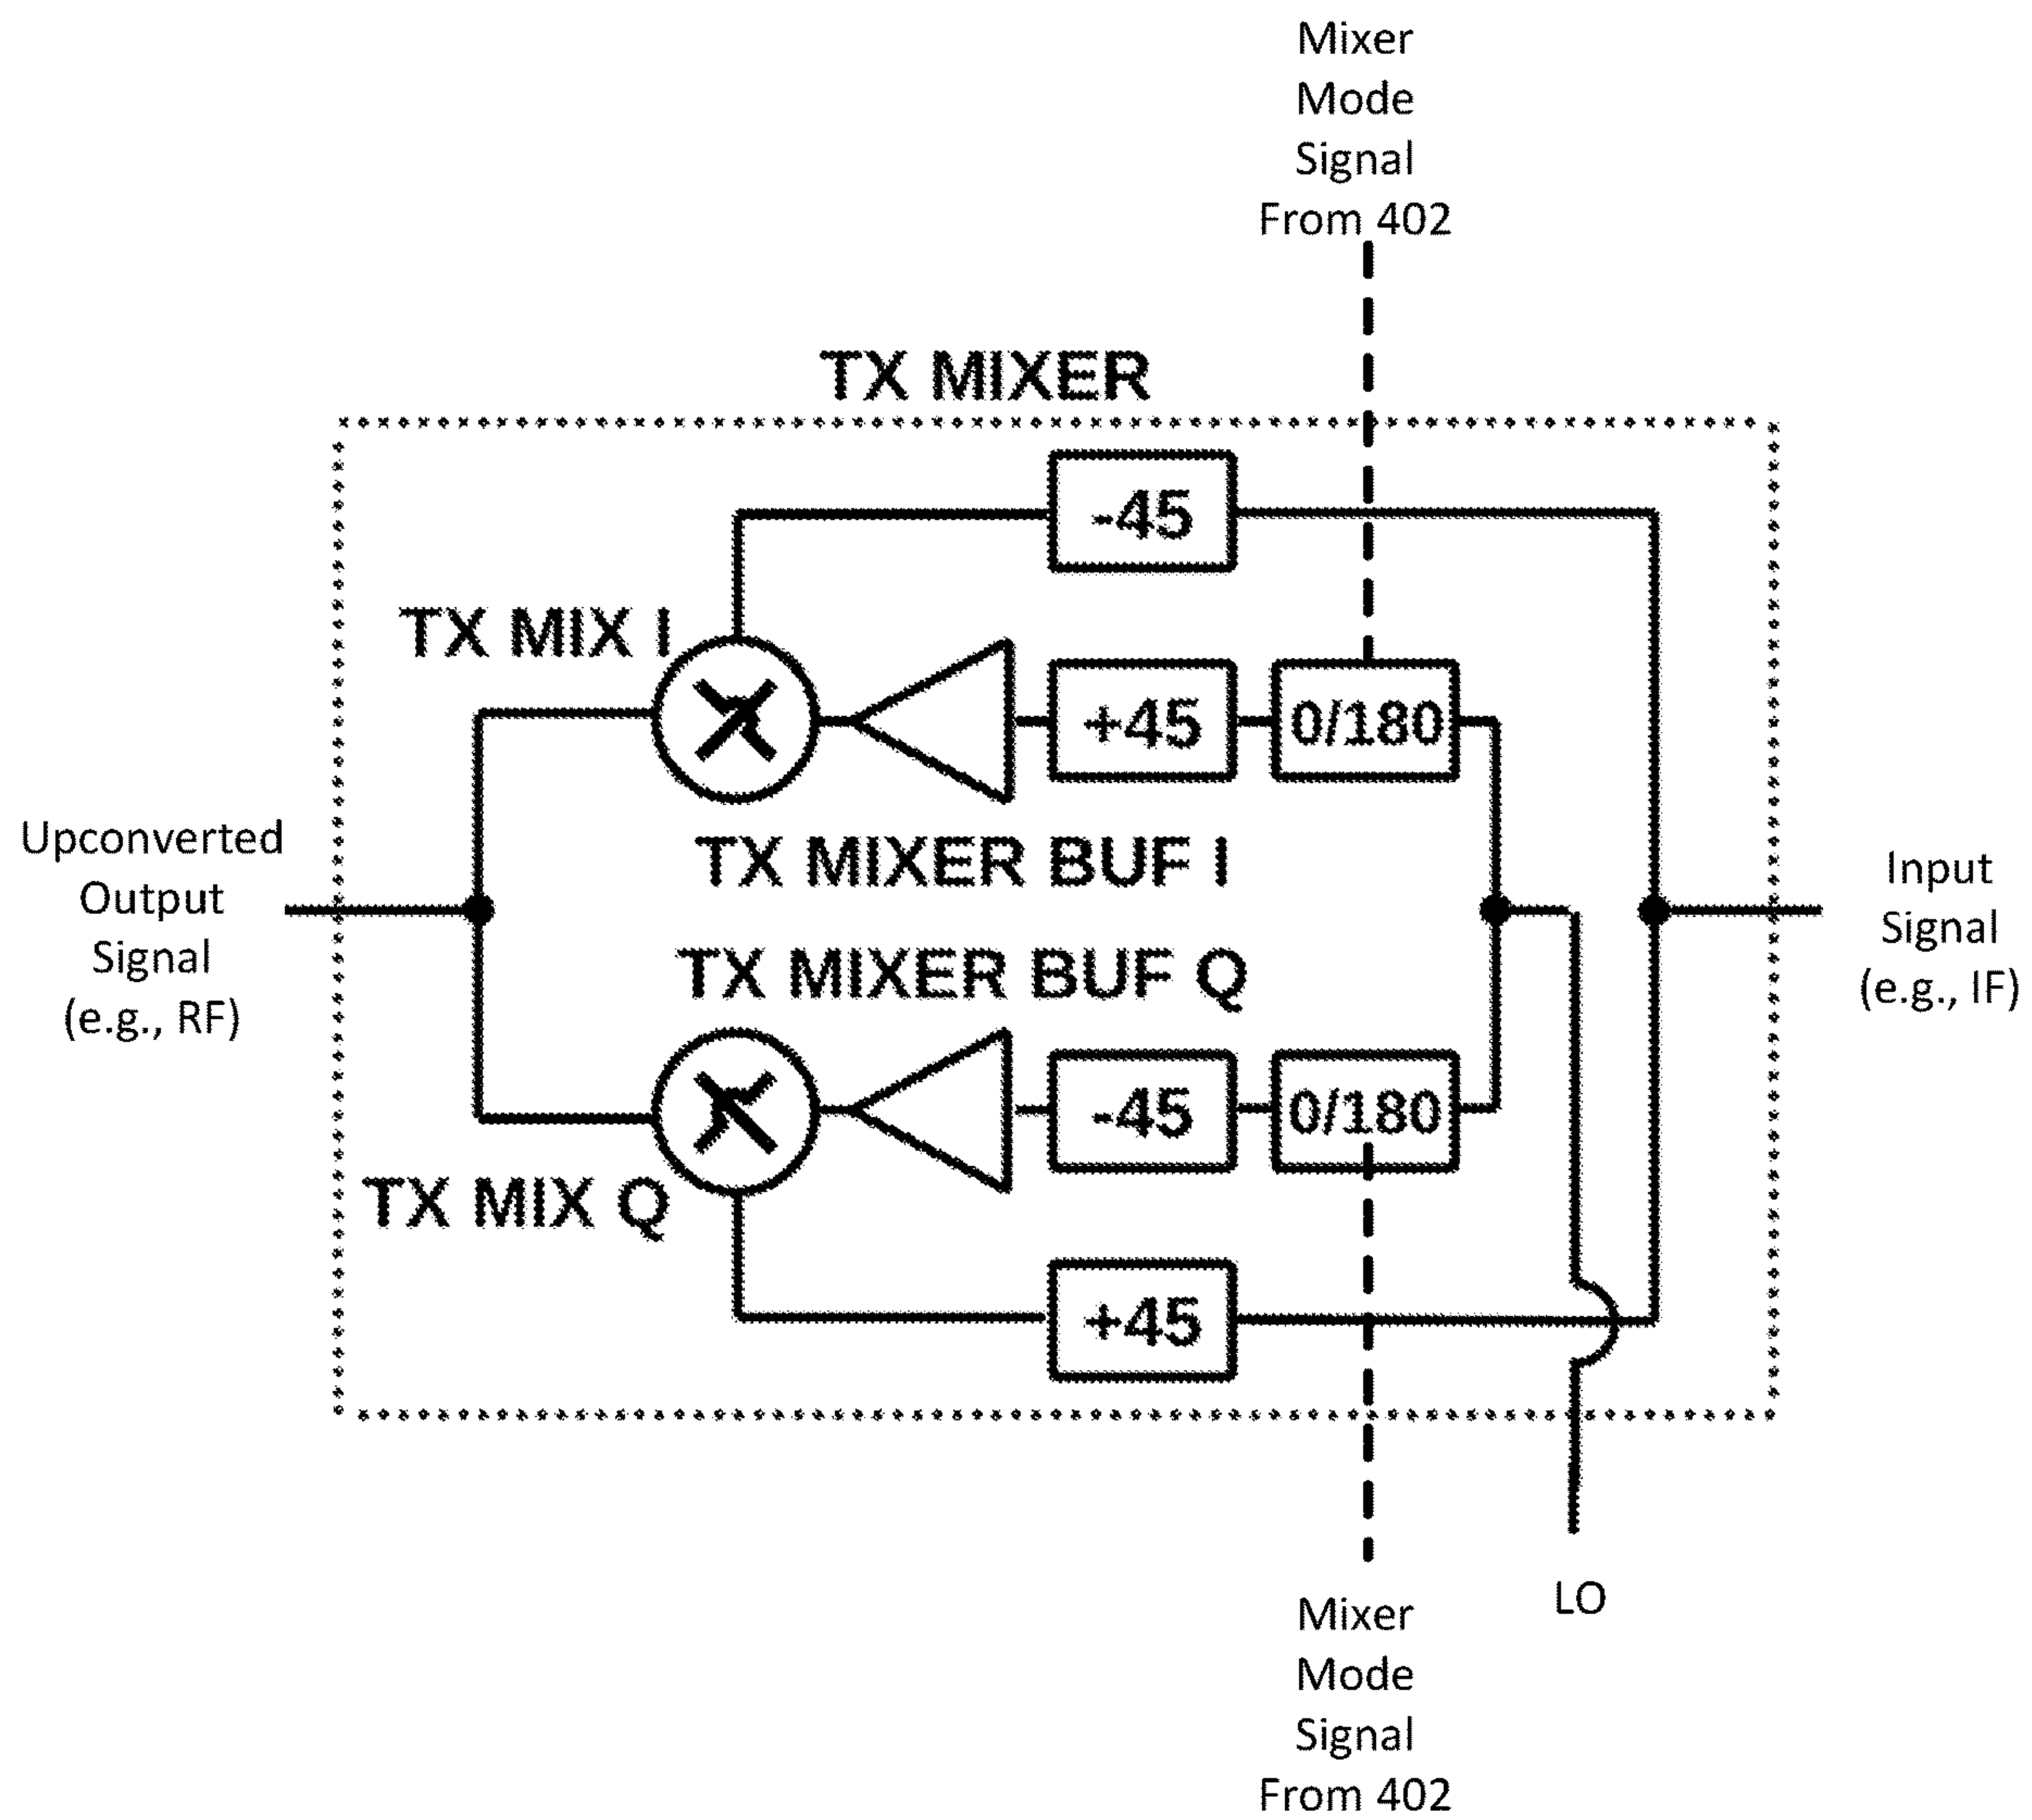 Mixer
Mode
Signal
From 402
TX MIXER
-45
TX MIX I
+45
0/180
TX MIXER BUF I
Upconverted
Output
Signal
(e.g., RF)
Input
Signal
(e.g., IF)
TX MIXER BUF Q
-45
0/180
TX MIX Q
+45
LO
Mixer
Mode
Signal
From 402